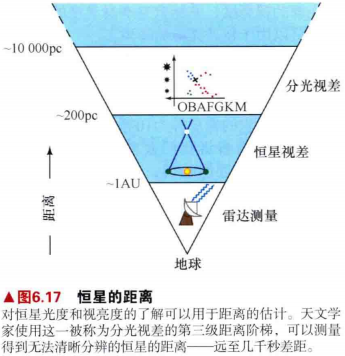 ~10 000pc
分光视差
OBAFGKM
~200pc
恒星视差
~1AU
距离
雷达测量
地球
▲图6.17 恒星的距离
对恒星光度和视亮度的了解可以用于距离的估计。天文学
家使用这一被称为分光视差的第三级距离阶梯，可以测量
得到无法清晰分辨的恒星的距离——远至几千秒差距。